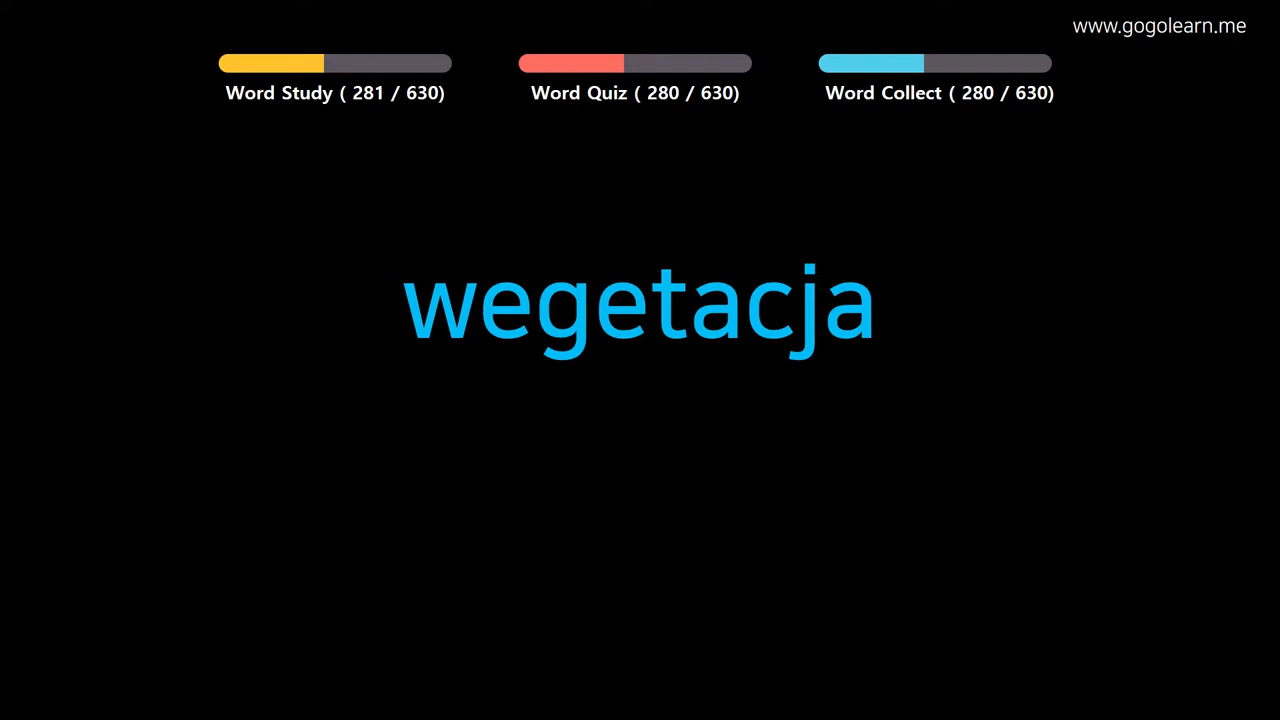 www.gogolearn.me
Word Study ( 281 / 630)
Word Quiz ( 280 / 630)
Word Collect ( 280 / 630)
wegetacja